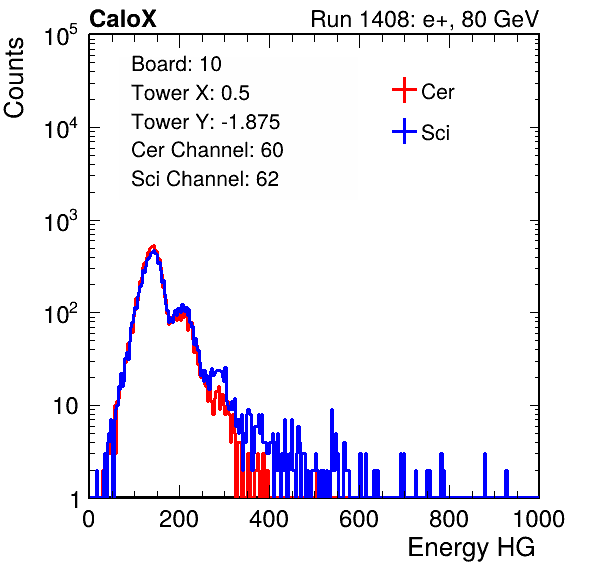 CaloX Run 1408: e+, 80 GeV
Counts
10^5
10^4
10^3
10^2
10
1
Board: 10
Tower X: 0.5
Tower Y: -1.875
Cer Channel: 60
Sci Channel: 62
Cer
Sci
0 200 400 600 800 1000
Energy HG